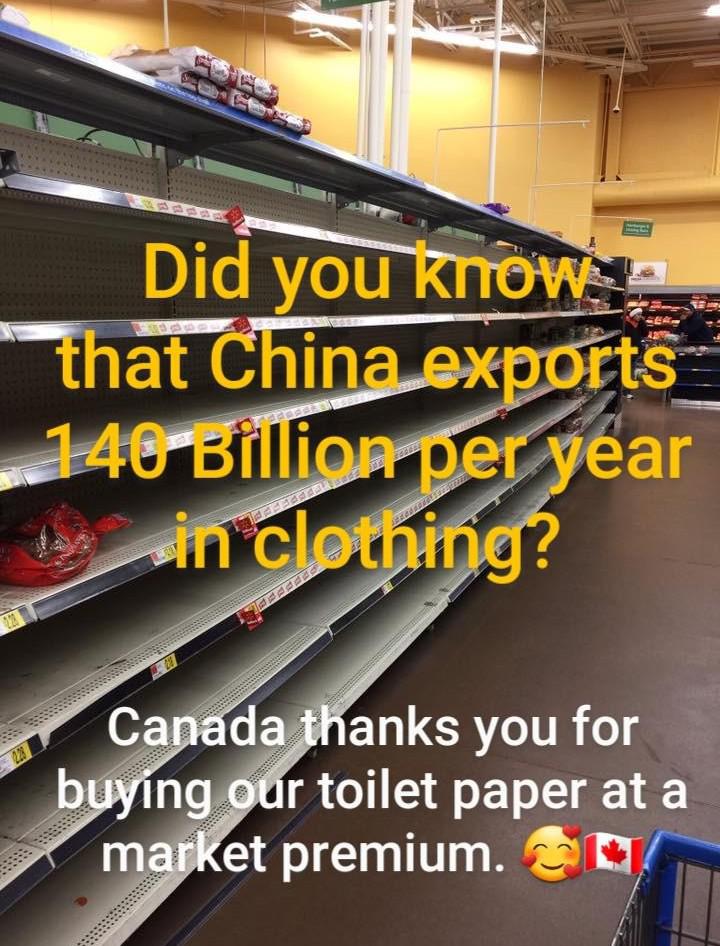 Did you know
that China exports
140 Billion per year
in clothing?
Canada thanks you for
buying our toilet paper at a
market premium. 🥰🇨🇦